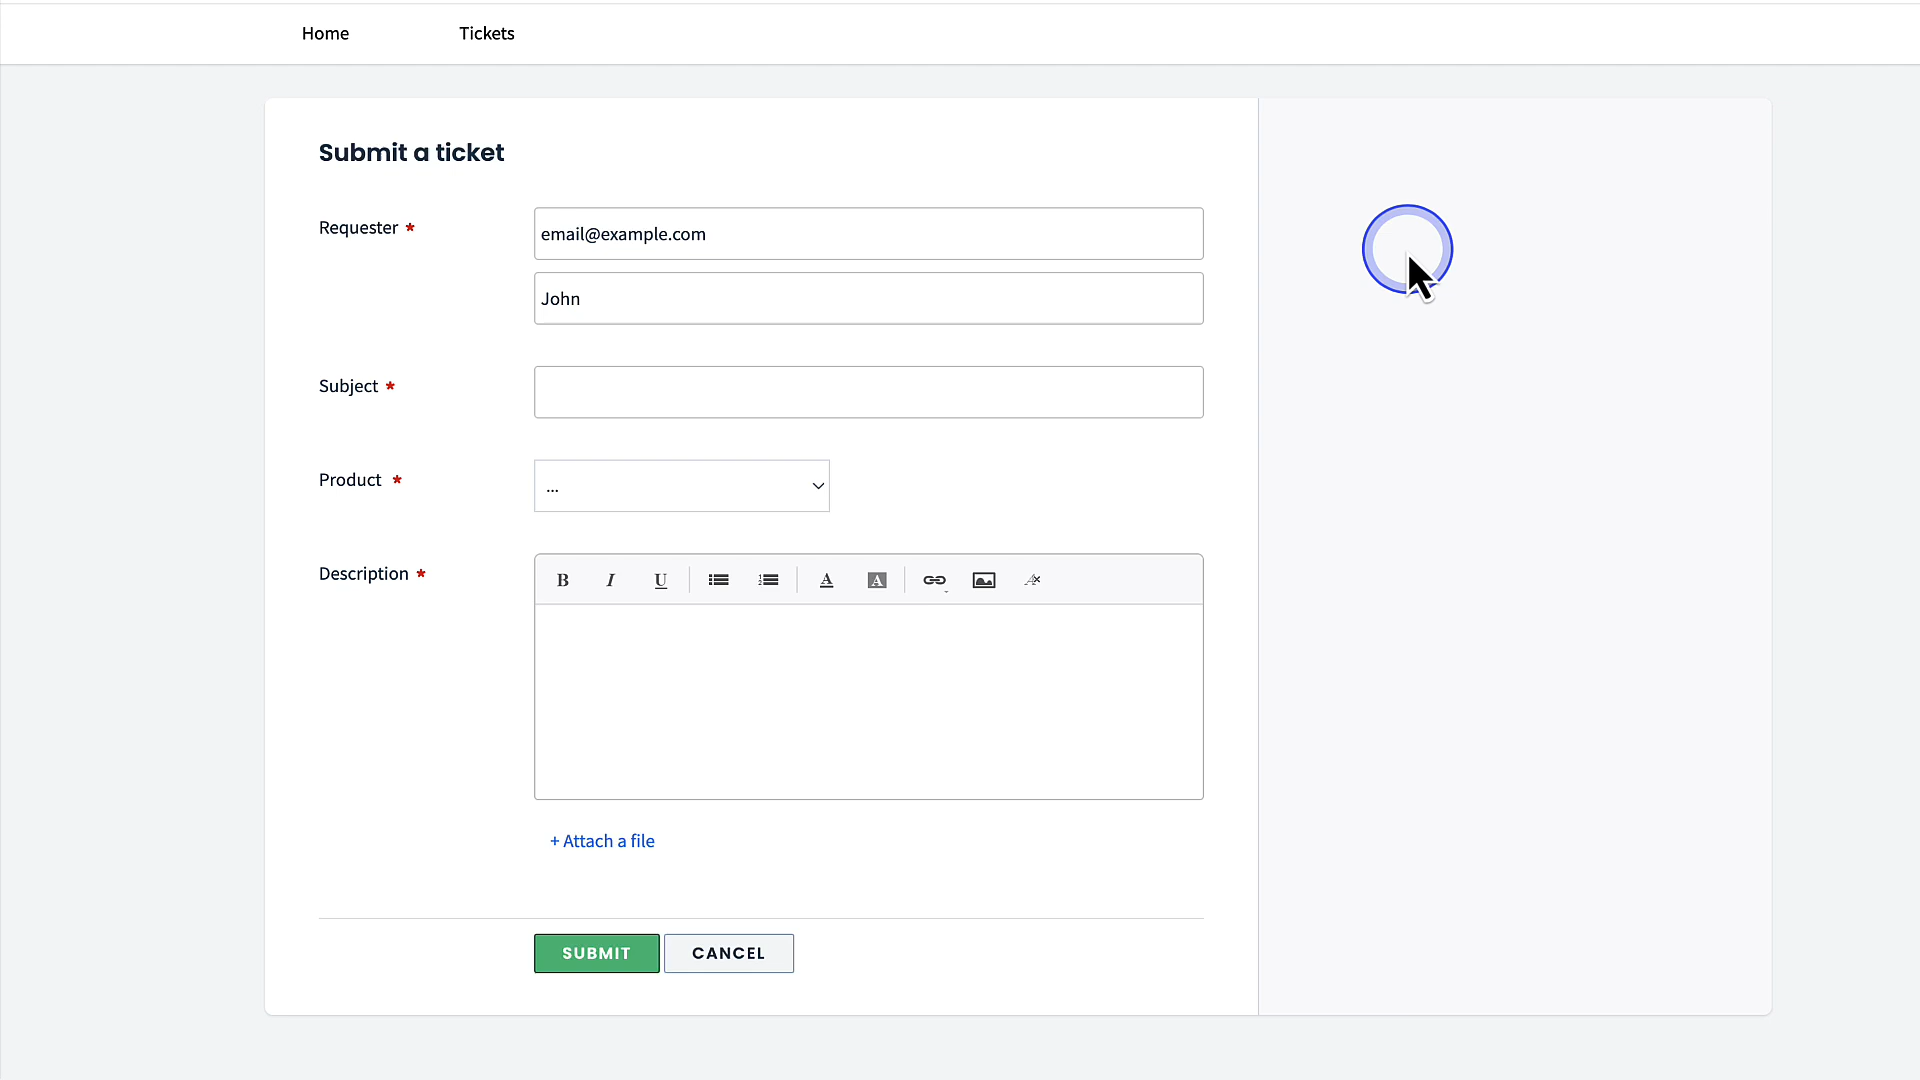 Home Tickets
Submit a ticket
Requester *
email@example.com
John
Subject *
Product *
...
Description *
B I U A A
+ Attach a file
SUBMIT CANCEL